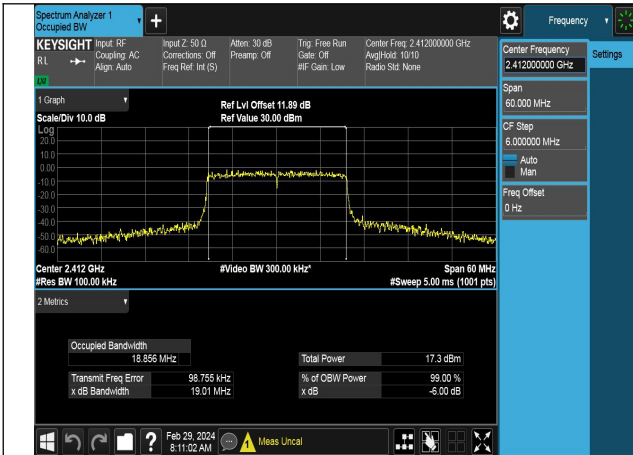 Spectrum Analyzer 1
Occupied BW
Frequency
KEYSIGHT
R L
LXI
Input: RF
Coupling: AC
Align: Auto
Input Z: 50 Ω
Corrections: Off
Freq Ref: Int (S)
Atten: 30 dB
Preamp: Off
Trig: Free Run
Gate: Off
#IF Gain: Low
Center Freq: 2.412000000 GHz
Avg|Hold: 10/10
Radio Std: None
Center Frequency
2.412000000 GHz
Settings
Span
60.000 MHz
CF Step
6.000000 MHz
Auto
Man
Freq Offset
0 Hz
1 Graph
Scale/Div 10.0 dB
Ref Lvl Offset 11.89 dB
Ref Value 30.00 dBm
Log
20.0
10.0
0.00
-10.0
-20.0
-30.0
-40.0
-50.0
-60.0
Center 2.412 GHz
#Video BW 300.00 kHz*
Span 60 MHz
#Res BW 100.00 kHz
#Sweep 5.00 ms (1001 pts)
2 Metrics
Occupied Bandwidth
18.856 MHz
Total Power 17.3 dBm
Transmit Freq Error 98.755 kHz
% of OBW Power 99.00 %
x dB Bandwidth 19.01 MHz
x dB -6.00 dB
?
Feb 29, 2024
8:11:02 AM
Meas Uncal